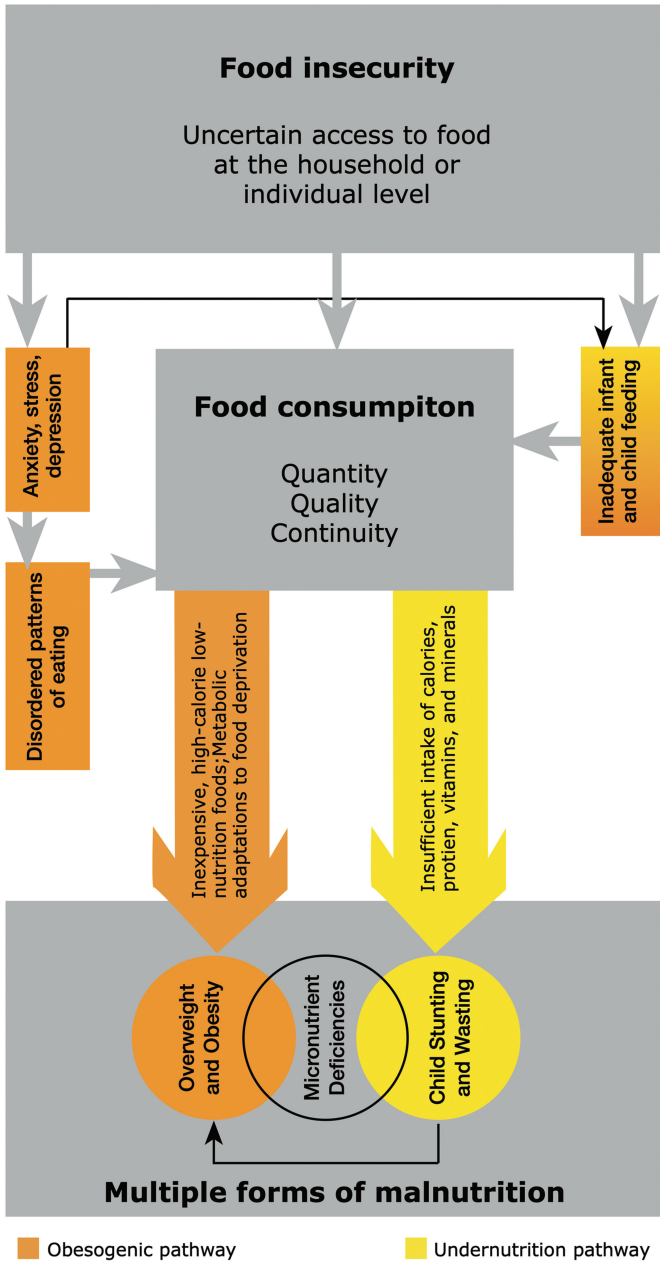 Food insecurity
Uncertain access to food
at the household or
individual level
Anxiety, stress,
depression
Food consumpiton
Quantity
Quality
Continuity
Inadequate infant
and child feeding
Disordered patterns
of eating
Inexpensive, high-calorie low-
nutrition foods;Metabolic
adaptations to food deprivation
Insufficient intake of calories,
protien, vitamins, and minerals
Overweight
and Obesity
Micronutrient
Deficiencies
Child Stunting
and Wasting
Multiple forms of malnutrition
Obesogenic pathway
Undernutrition pathway